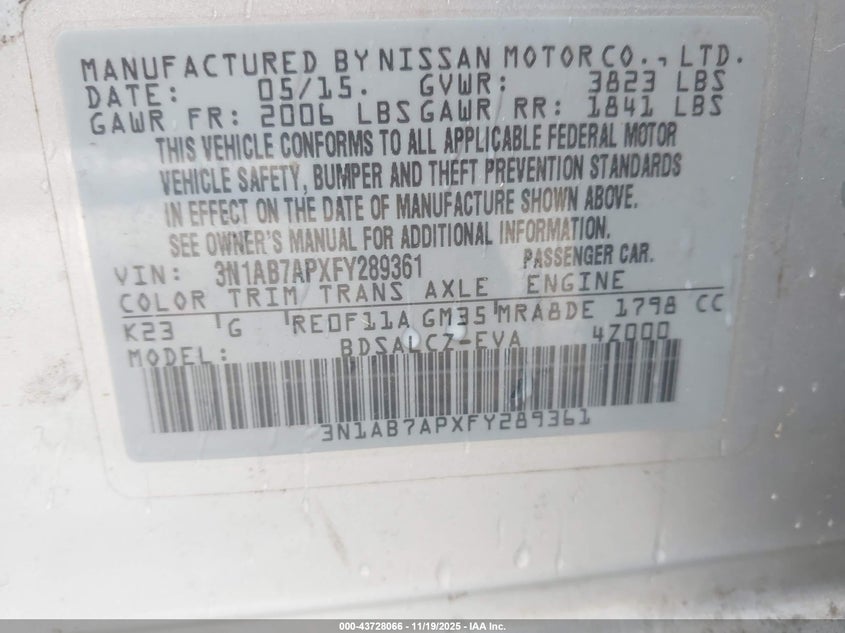 MANUFACTURED BY NISSAN MOTOR CO., LTD.
DATE: 05/15. GVWR: 3823 LBS
GAWR FR: 2006 LBS GAWR RR: 1841 LBS
THIS VEHICLE CONFORMS TO ALL APPLICABLE FEDERAL MOTOR
VEHICLE SAFETY, BUMPER AND THEFT PREVENTION STANDARDS
IN EFFECT ON THE DATE OF MANUFACTURE SHOWN ABOVE.
SEE OWNER'S MANUAL FOR ADDITIONAL INFORMATION.
VIN: 3N1AB7APXFY289361 PASSENGER CAR.
COLOR TRIM TRANS AXLE ENGINE
K23 G RE0F11A GM35 MRA8DE 1798 CC
MODEL: BDSALCZ-EVA 4Z000
3N1AB7APXFY289361
000-43728066 - 11/19/2025 - IAA Inc.